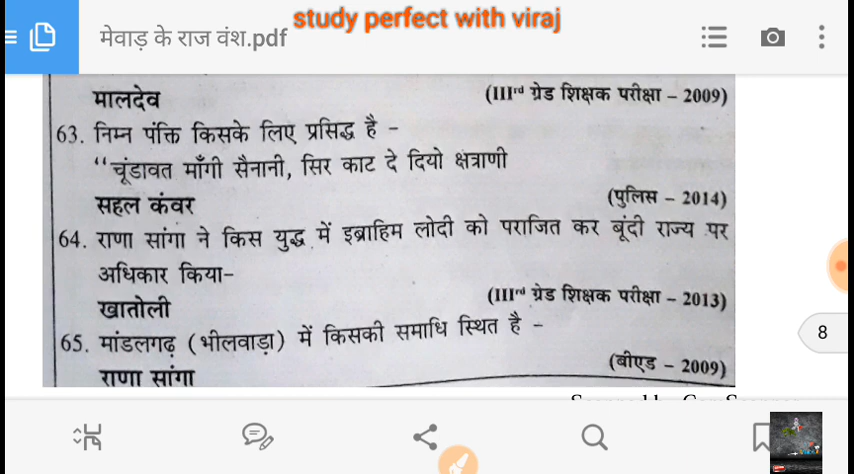 study perfect with viraj
मेवाड़ के राज वंश.pdf
मालदेव (IIIrd ग्रेड शिक्षक परीक्षा – 2009)
63. निम्न पंक्ति किसके लिए प्रसिद्ध है –
“चूंडावत माँगी सैनानी, सिर काट दे दियो क्षत्राणी
सहल कंवर (पुलिस – 2014)
64. राणा सांगा ने किस युद्ध में इब्राहिम लोदी को पराजित कर बूंदी राज्य पर
अधिकार किया–
खातोली (IIIrd ग्रेड शिक्षक परीक्षा – 2013)
65. मांडलगढ़ (भीलवाड़ा) में किसकी समाधि स्थित है –
राणा सांगा (बीएड – 2009)
8